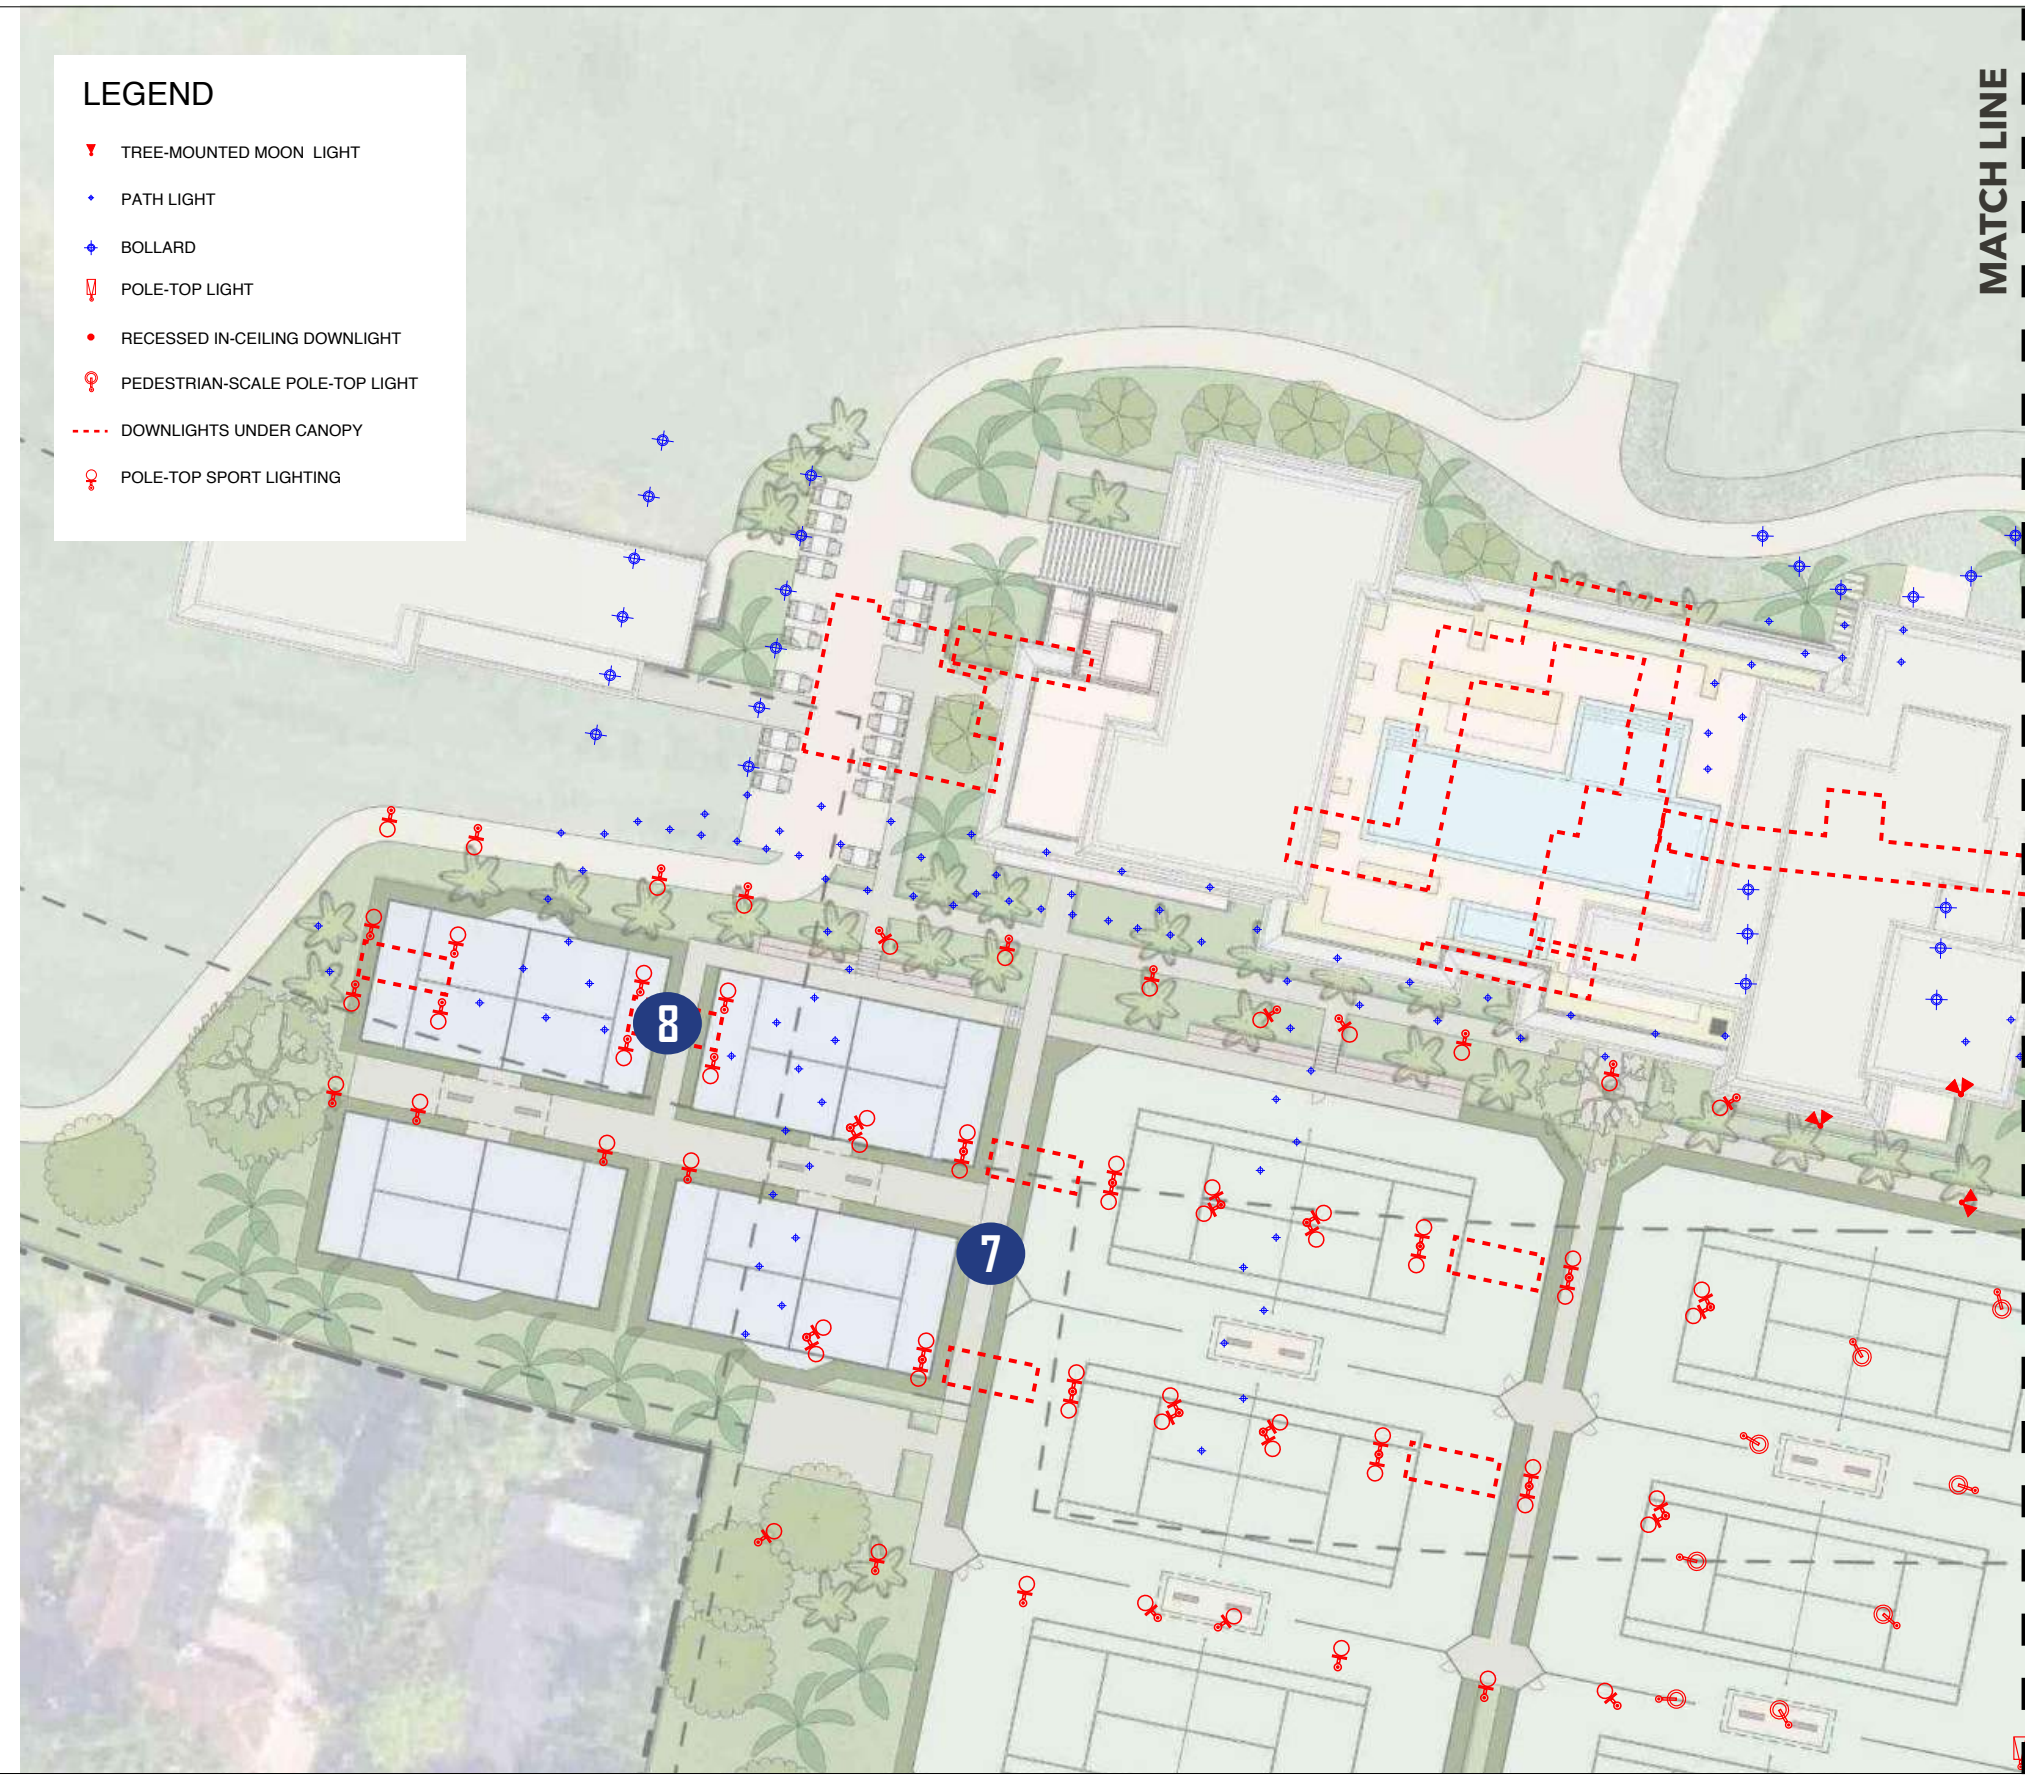 LEGEND
TREE-MOUNTED MOON LIGHT
PATH LIGHT
BOLLARD
POLE-TOP LIGHT
RECESSED IN-CEILING DOWNLIGHT
PEDESTRIAN-SCALE POLE-TOP LIGHT
DOWNLIGHTS UNDER CANOPY
POLE-TOP SPORT LIGHTING
MATCH LINE
8
7